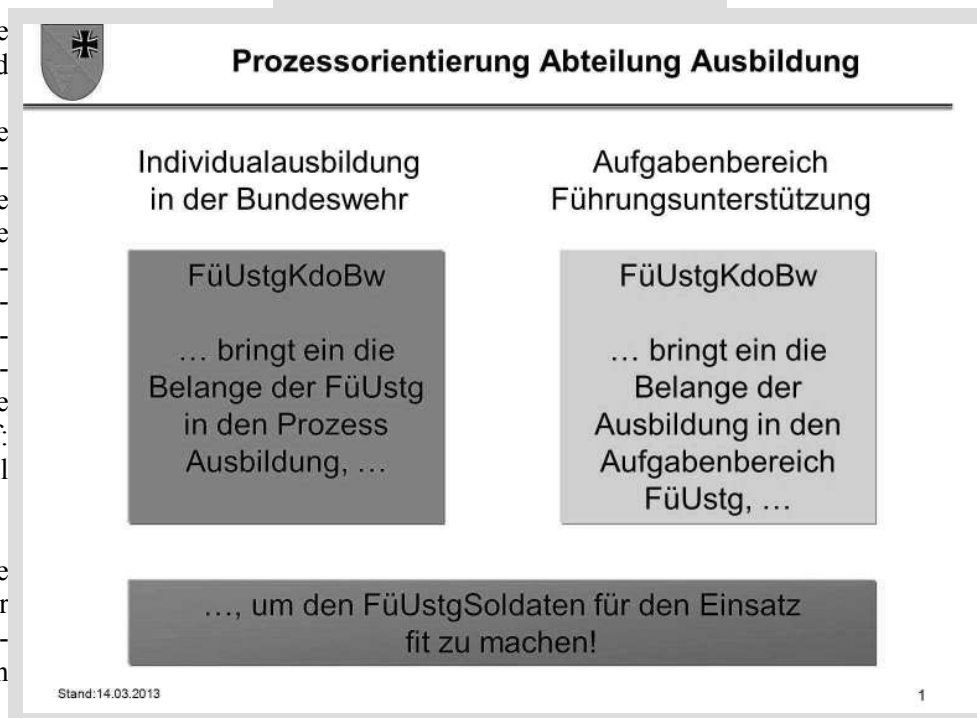 Prozessorientierung Abteilung Ausbildung
Individualausbildung
in der Bundeswehr
Aufgabenbereich
Führungsunterstützung
FüUstgKdoBw
… bringt ein die
Belange der FüUstg
in den Prozess
Ausbildung, …
FüUstgKdoBw
… bringt ein die
Belange der
Ausbildung in den
Aufgabenbereich
FüUstg, …
…, um den FüUstgSoldaten für den Einsatz
fit zu machen!
Stand:14.03.2013
1